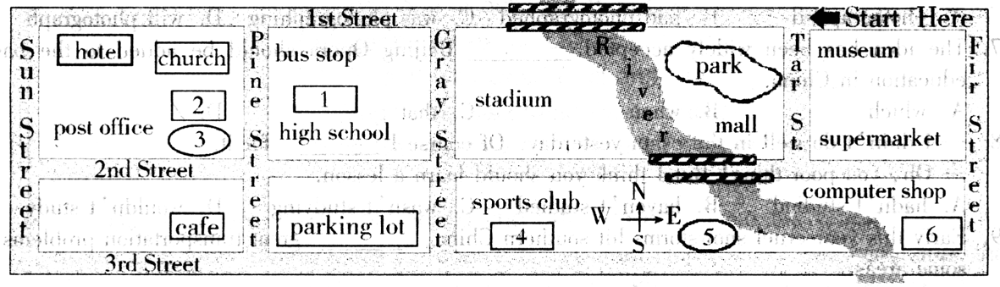 1st Street
Start Here
Sun Street
Pine Street
Gray Street
River
Tar St.
Fir Street
hotel
church
bus stop
park
museum
2
1
stadium
post office
3
high school
mall
supermarket
2nd Street
sports club
N
W
E
S
computer shop
cafe
parking lot
4
5
6
3rd Street